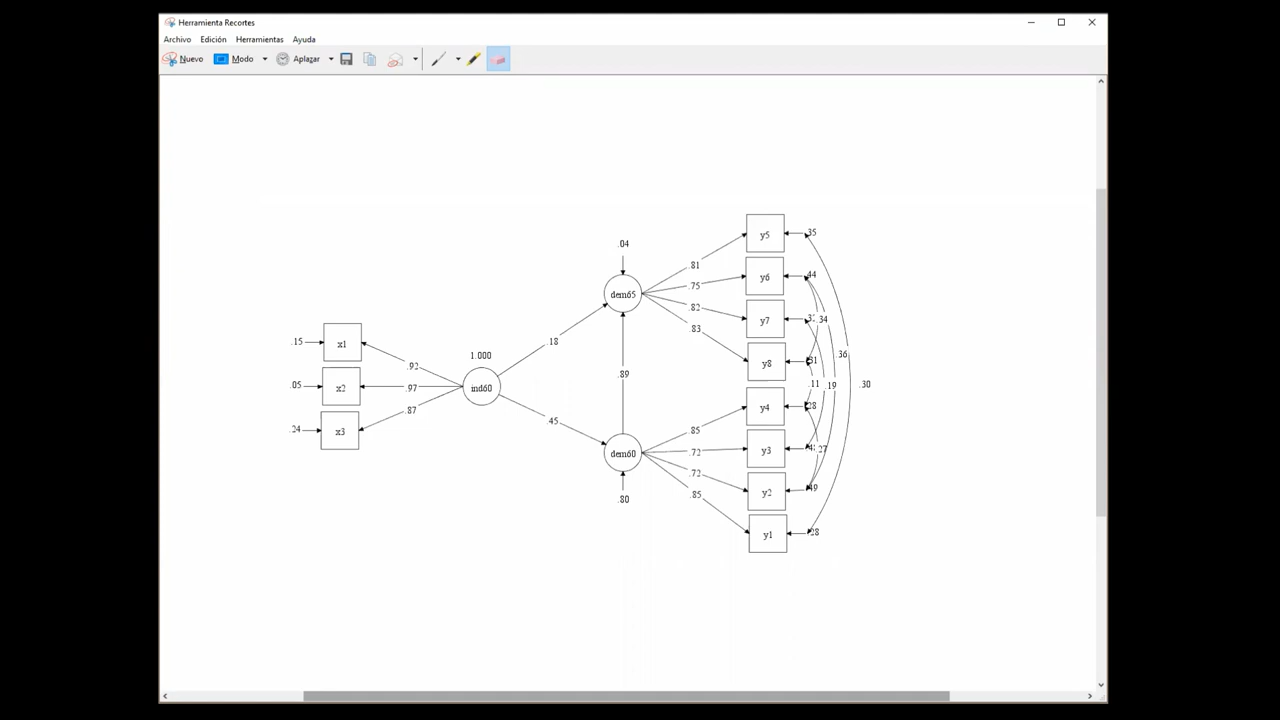 Herramienta Recortes
Archivo Edición Herramientas Ayuda
Nuevo Modo Aplazar
y5 .35
.04
.81
y6 .44
.75
dem65
.82
y7 .34
.83
.15 x1
.18
1.000
.36
y8 .31
.92
.89
.05 x2
.97
ind60
.11 .19 .30
.87
y4 .28
.24 x3
.45
.85
y3 .27
.72
dem60
.72
y2 .49
.80
.85
y1 .28